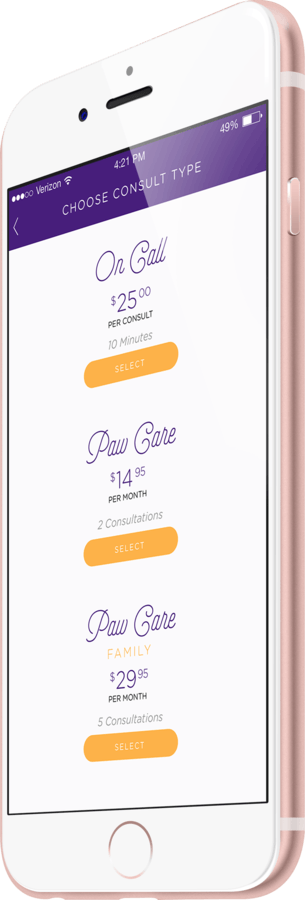 ●●●○○ Verizon 4:21 PM 49%
CHOOSE CONSULT TYPE
On Call
$25 00
PER CONSULT
10 Minutes
SELECT
Paw Care
$14 95
PER MONTH
2 Consultations
SELECT
Paw Care
FAMILY
$29 95
PER MONTH
5 Consultations
SELECT